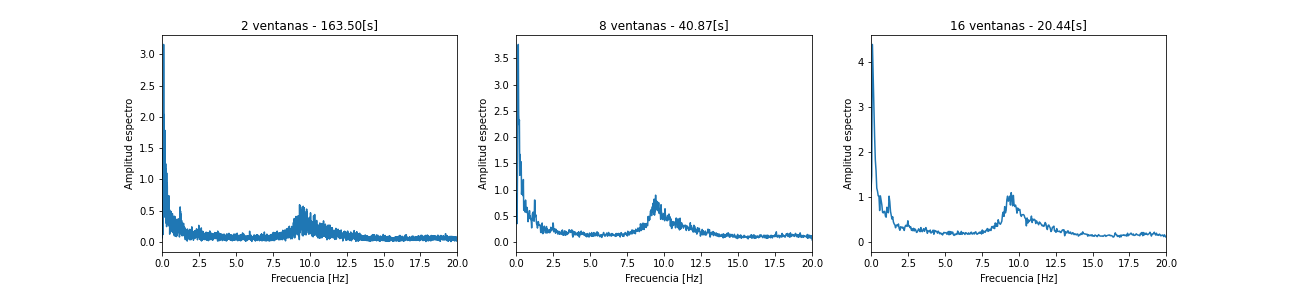 2 ventanas - 163.50[s]
3.0
2.5
2.0
1.5
1.0
0.5
0.0
Amplitud espectro
0.0 2.5 5.0 7.5 10.0 12.5 15.0 17.5 20.0
Frecuencia [Hz]
8 ventanas - 40.87[s]
3.5
3.0
2.5
2.0
1.5
1.0
0.5
0.0
Amplitud espectro
0.0 2.5 5.0 7.5 10.0 12.5 15.0 17.5 20.0
Frecuencia [Hz]
16 ventanas - 20.44[s]
4
3
2
1
0
Amplitud espectro
0.0 2.5 5.0 7.5 10.0 12.5 15.0 17.5 20.0
Frecuencia [Hz]